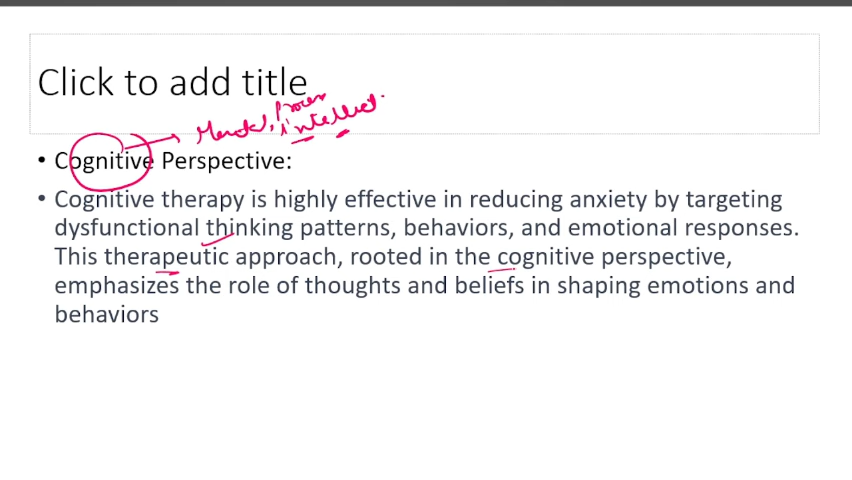 Click to add title
Mental, process
intellect.
• Cognitive Perspective:
• Cognitive therapy is highly effective in reducing anxiety by targeting
dysfunctional thinking patterns, behaviors, and emotional responses.
This therapeutic approach, rooted in the cognitive perspective,
emphasizes the role of thoughts and beliefs in shaping emotions and
behaviors